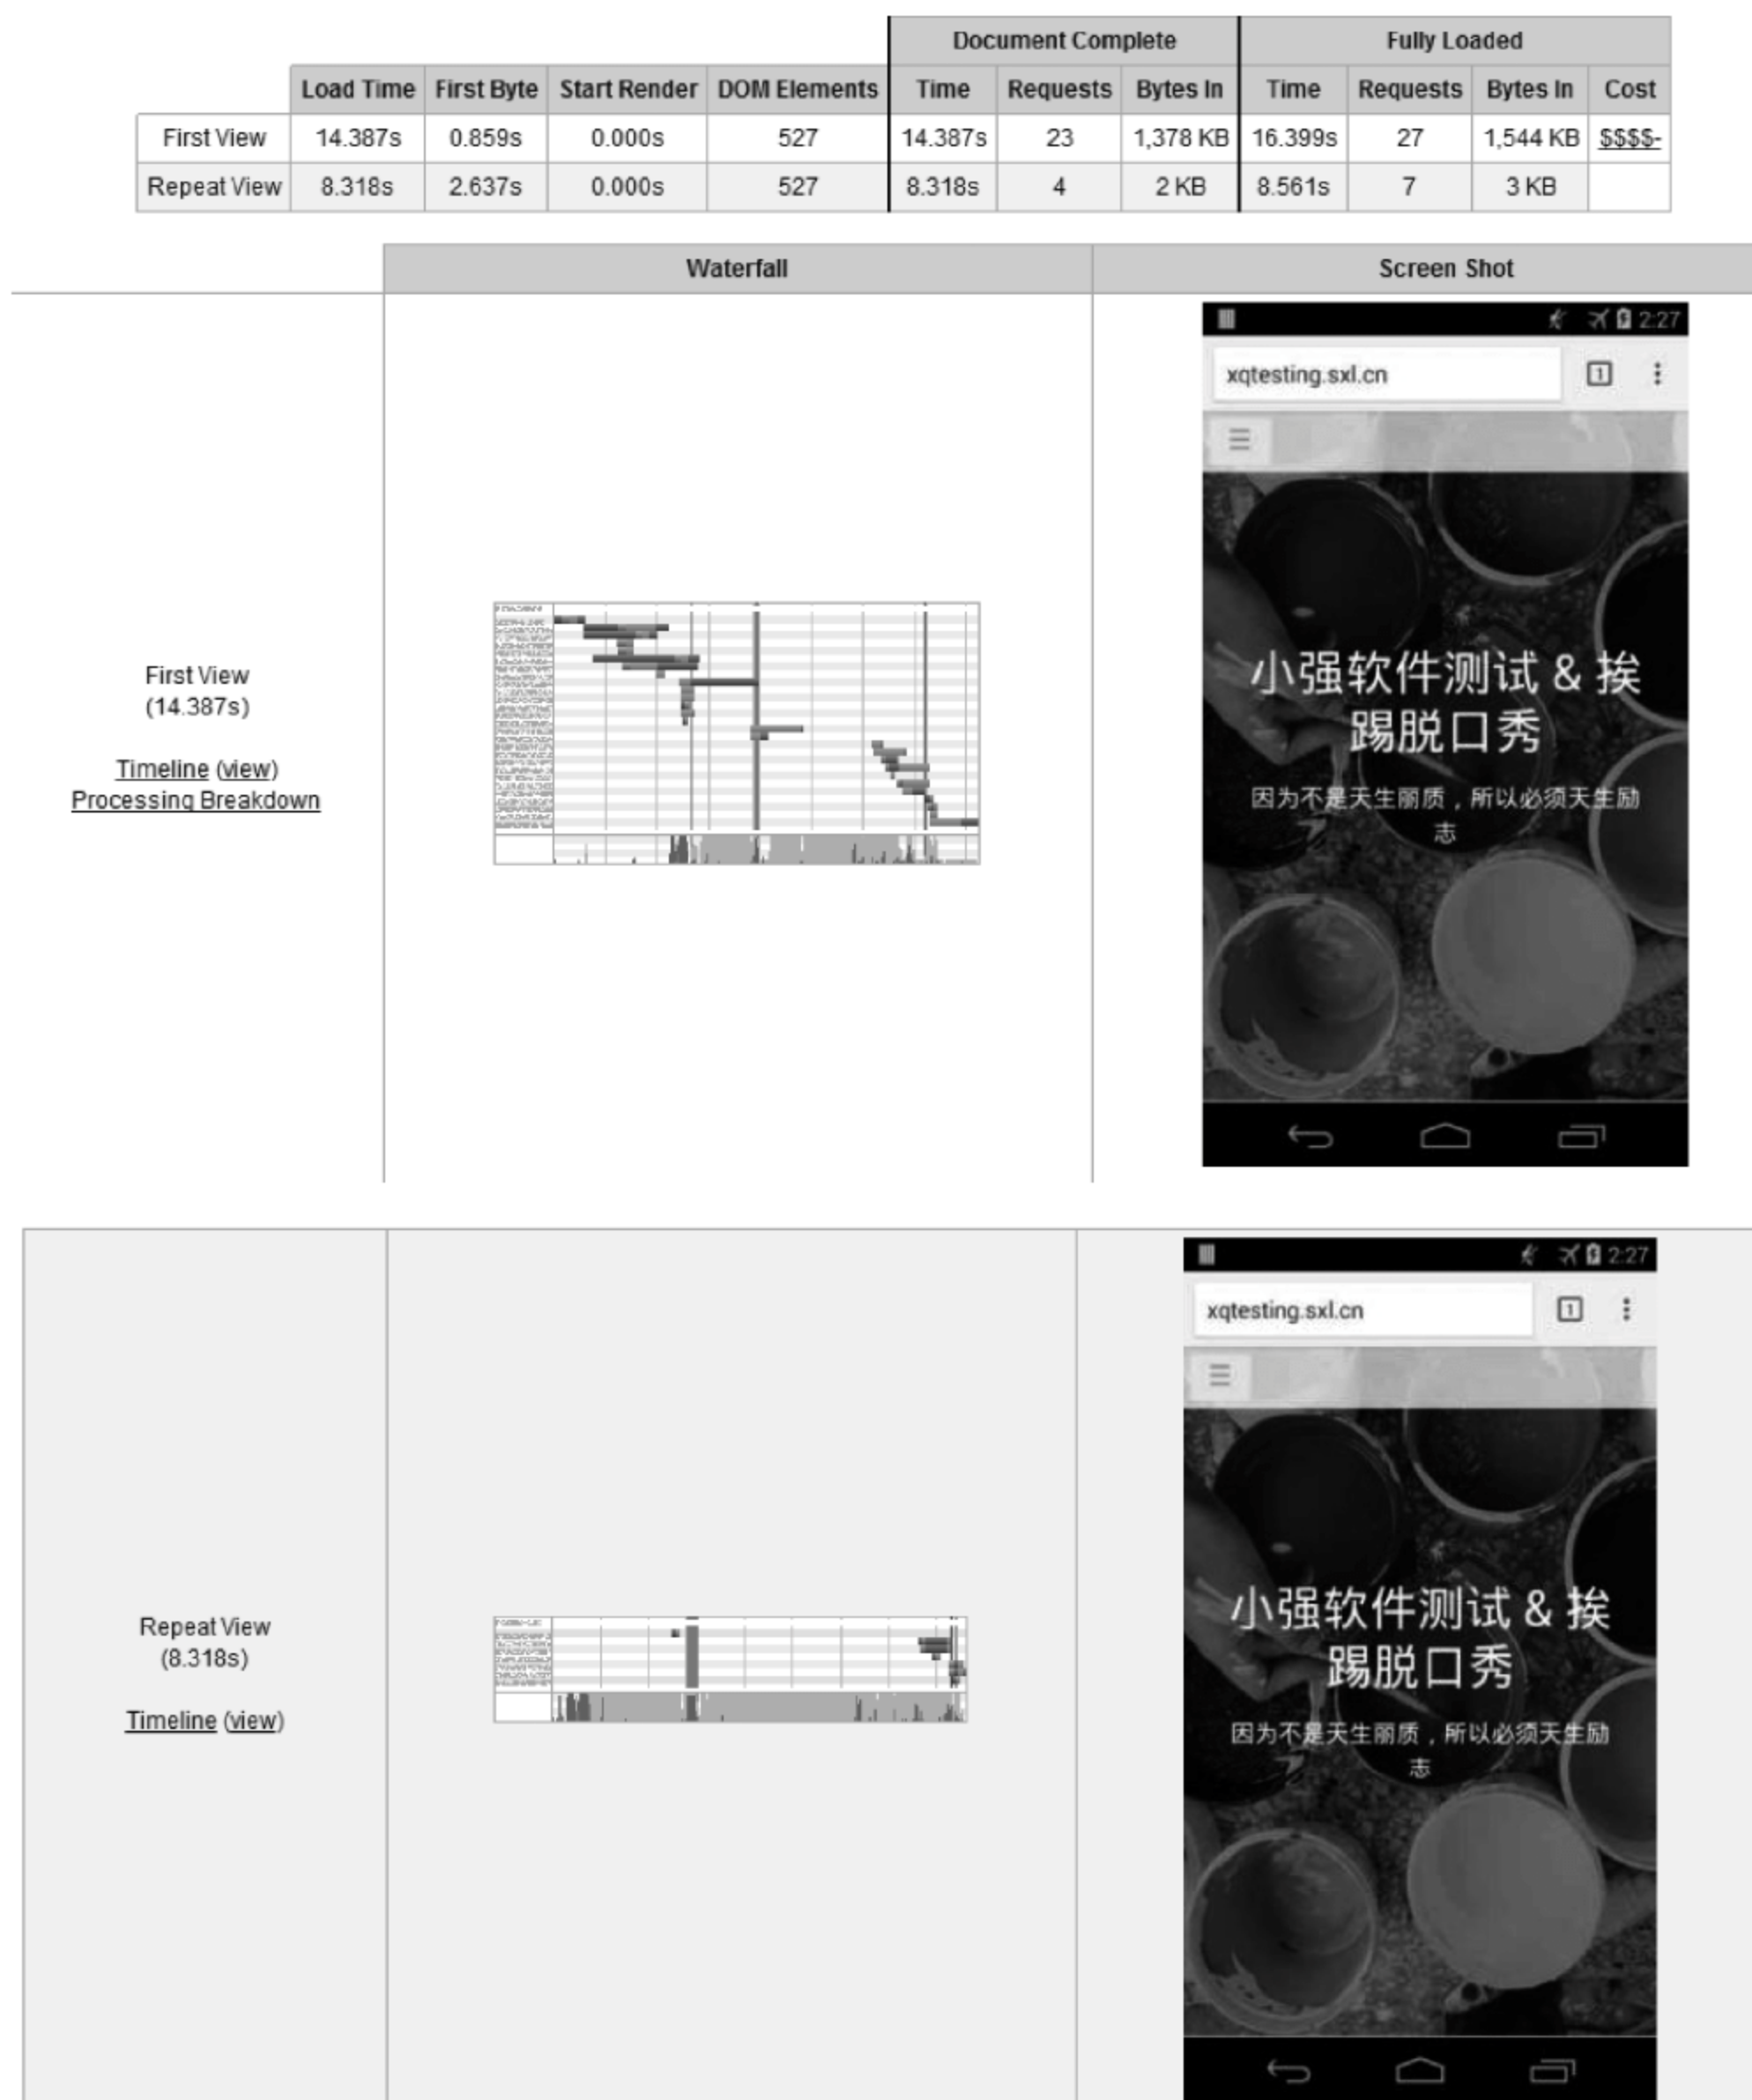 Document Complete Fully Loaded
Load Time First Byte Start Render DOM Elements Time Requests Bytes In Time Requests Bytes In Cost
First View 14.387s 0.859s 0.000s 527 14.387s 23 1,378 KB 16.399s 27 1,544 KB $$$$-
Repeat View 8.318s 2.637s 0.000s 527 8.318s 4 2 KB 8.561s 7 3 KB
Waterfall Screen Shot
First View
(14.387s)
Timeline (view)
Processing Breakdown
2:27
xqtesting.sxl.cn 1
小强软件测试 & 挨
踢脱口秀
因为不是天生丽质，所以必须天生励
志
Repeat View
(8.318s)
Timeline (view)
2:27
xqtesting.sxl.cn 1
小强软件测试 & 挨
踢脱口秀
因为不是天生丽质，所以必须天生励
志